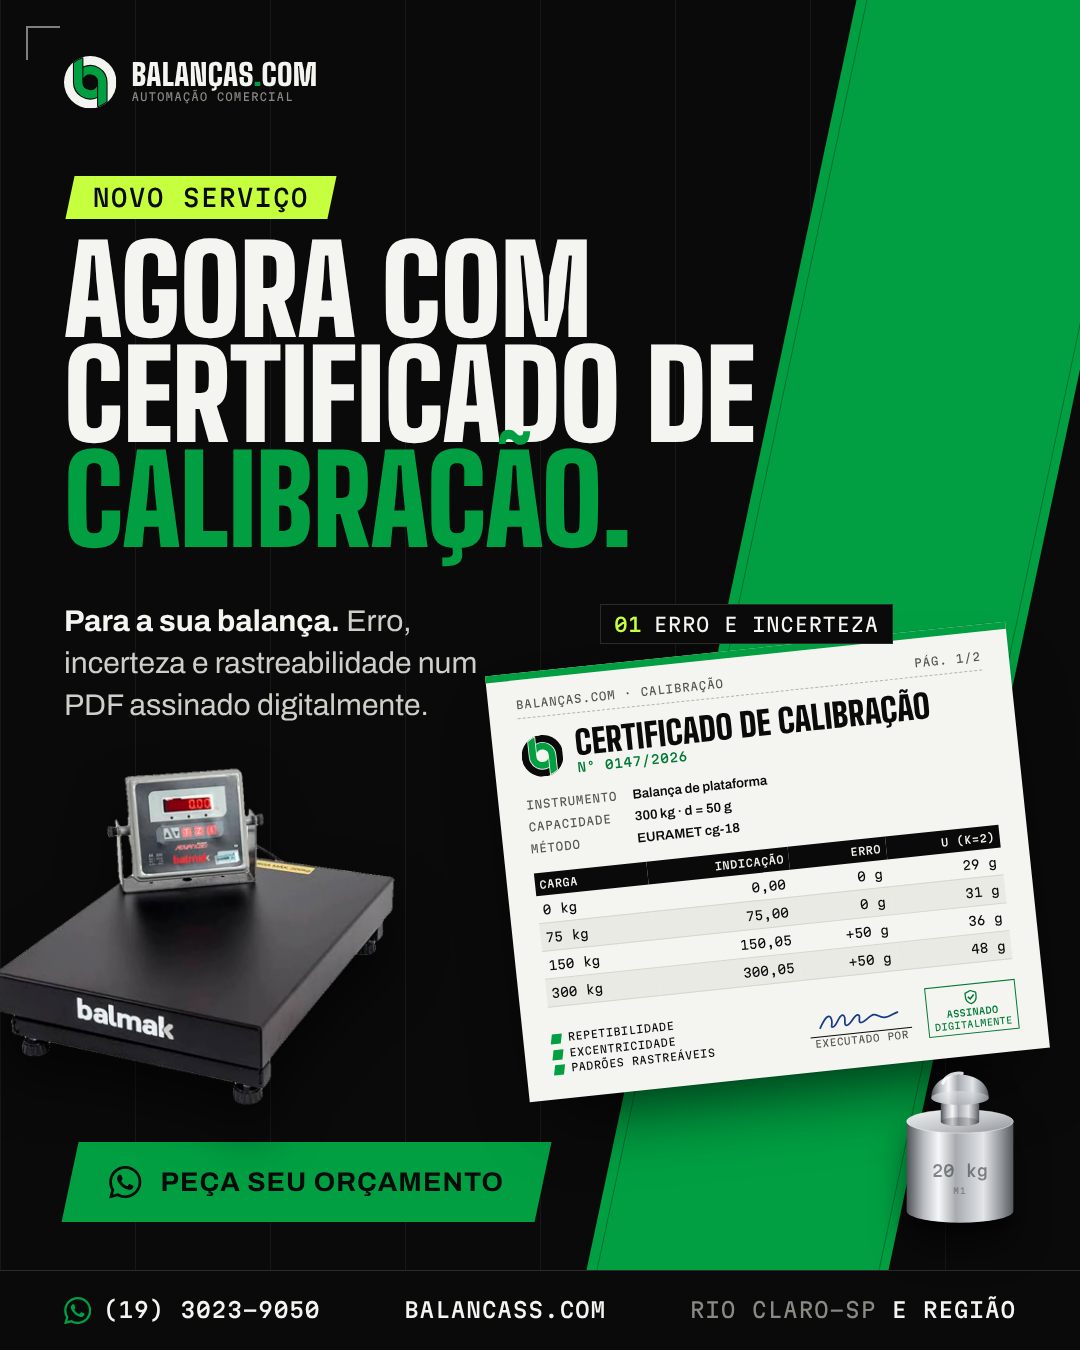 BALANÇAS.COM
AUTOMAÇÃO COMERCIAL
NOVO SERVIÇO
AGORA COM
CERTIFICADO DE
CALIBRAÇÃO.
Para a sua balança. Erro,
incerteza e rastreabilidade num
PDF assinado digitalmente.
01 ERRO E INCERTEZA
BALANÇAS.COM · CALIBRAÇÃO PÁG. 1/2
CERTIFICADO DE CALIBRAÇÃO
N° 0147/2026
INSTRUMENTO Balança de plataforma
CAPACIDADE 300 kg · d = 50 g
MÉTODO EURAMET cg-18
CARGA INDICAÇÃO ERRO U (K=2)
0 kg 0,00 0 g 29 g
75 kg 75,00 0 g 31 g
150 kg 150,05 +50 g 36 g
300 kg 300,05 +50 g 48 g
REPETIBILIDADE
EXCENTRICIDADE
PADRÕES RASTREÁVEIS
EXECUTADO POR
ASSINADO
DIGITALMENTE
0.00
balmak
balmak
20 kg
M1
PEÇA SEU ORÇAMENTO
(19) 3023-9050 BALANCASS.COM RIO CLARO-SP E REGIÃO